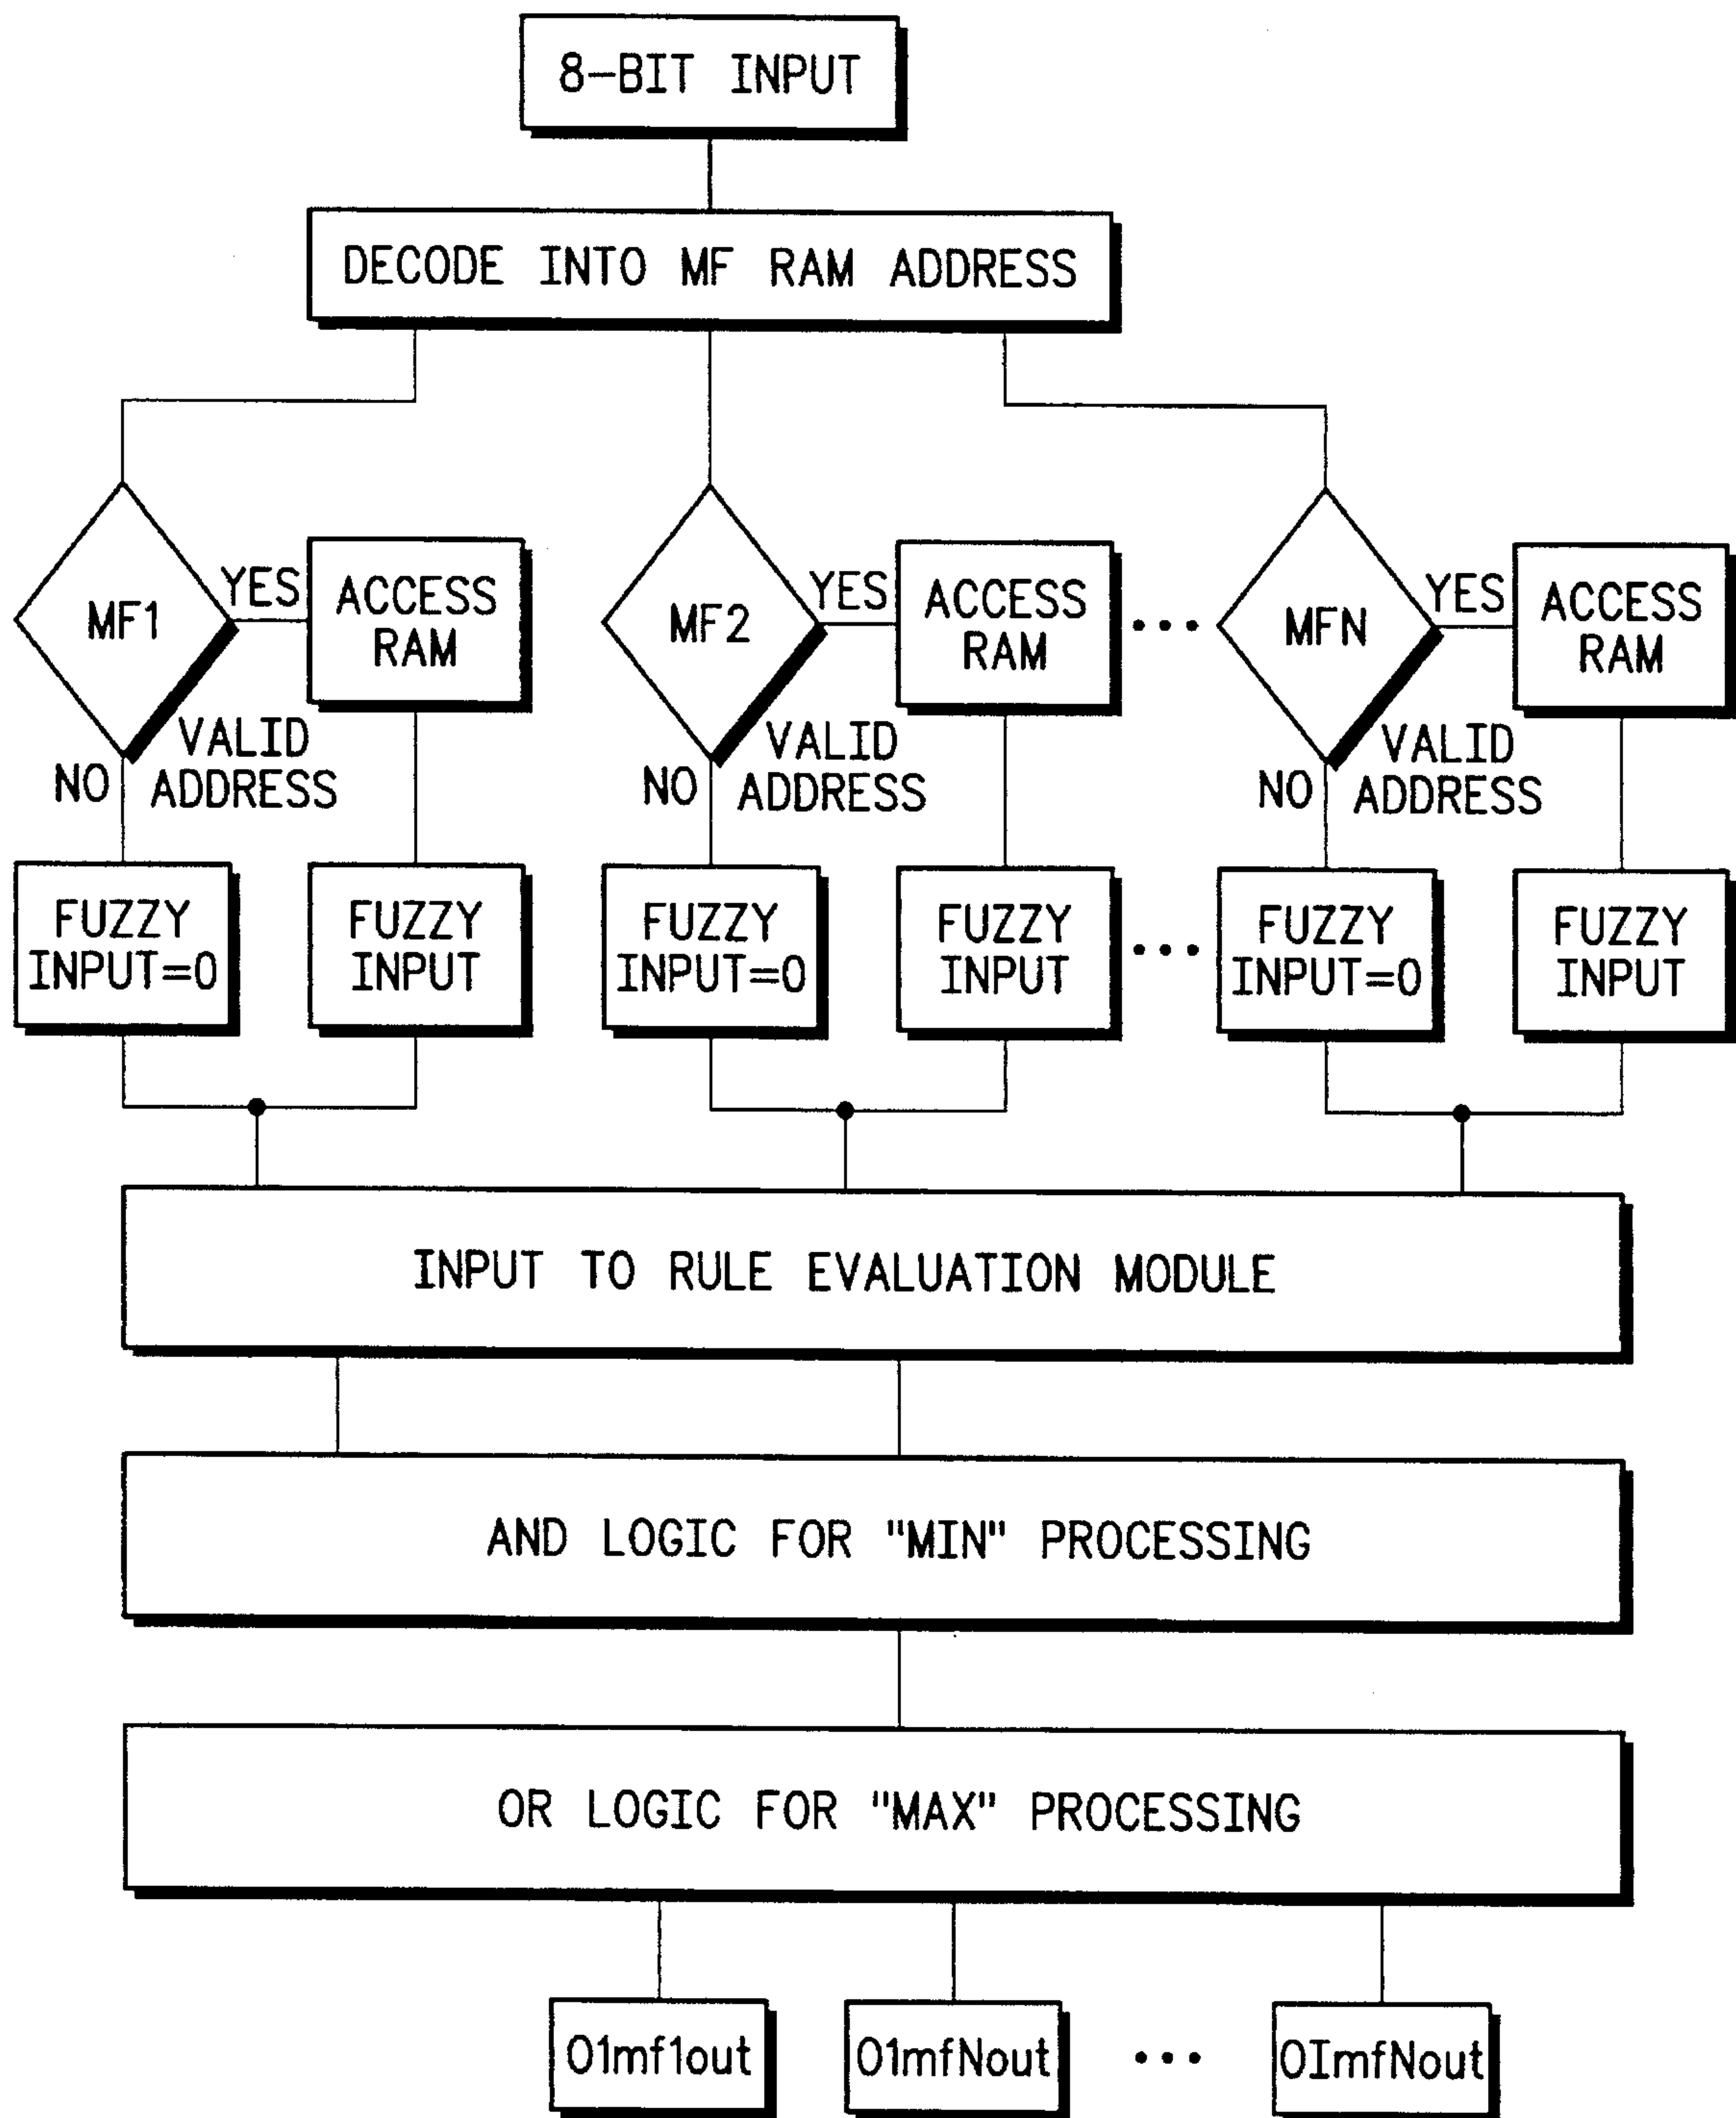 8-BIT INPUT
DECODE INTO MF RAM ADDRESS
MF1
YES
ACCESS
RAM
VALID
ADDRESS
NO
MF2
YES
ACCESS
RAM
VALID
ADDRESS
NO
•••
MFN
YES
ACCESS
RAM
VALID
ADDRESS
NO
FUZZY
INPUT=0
FUZZY
INPUT
FUZZY
INPUT=0
FUZZY
INPUT
•••
FUZZY
INPUT=0
FUZZY
INPUT
INPUT TO RULE EVALUATION MODULE
AND LOGIC FOR "MIN" PROCESSING
OR LOGIC FOR "MAX" PROCESSING
O1mf1out
O1mfNout
•••
OImfNout